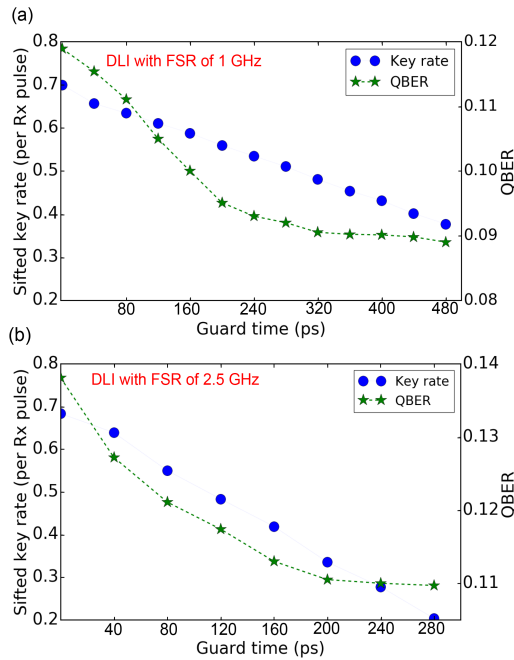 (a)
DLI with FSR of 1 GHz
Key rate
QBER
Sifted key rate (per Rx pulse)
0.8
0.7
0.6
0.5
0.4
0.3
0.2
0.12
0.11
0.10
0.09
0.08
QBER
80 160 240 320 400 480
Guard time (ps)
(b)
DLI with FSR of 2.5 GHz
Key rate
QBER
Sifted key rate (per Rx pulse)
0.8
0.7
0.6
0.5
0.4
0.3
0.2
0.14
0.13
0.12
0.11
QBER
40 80 120 160 200 240 280
Guard time (ps)